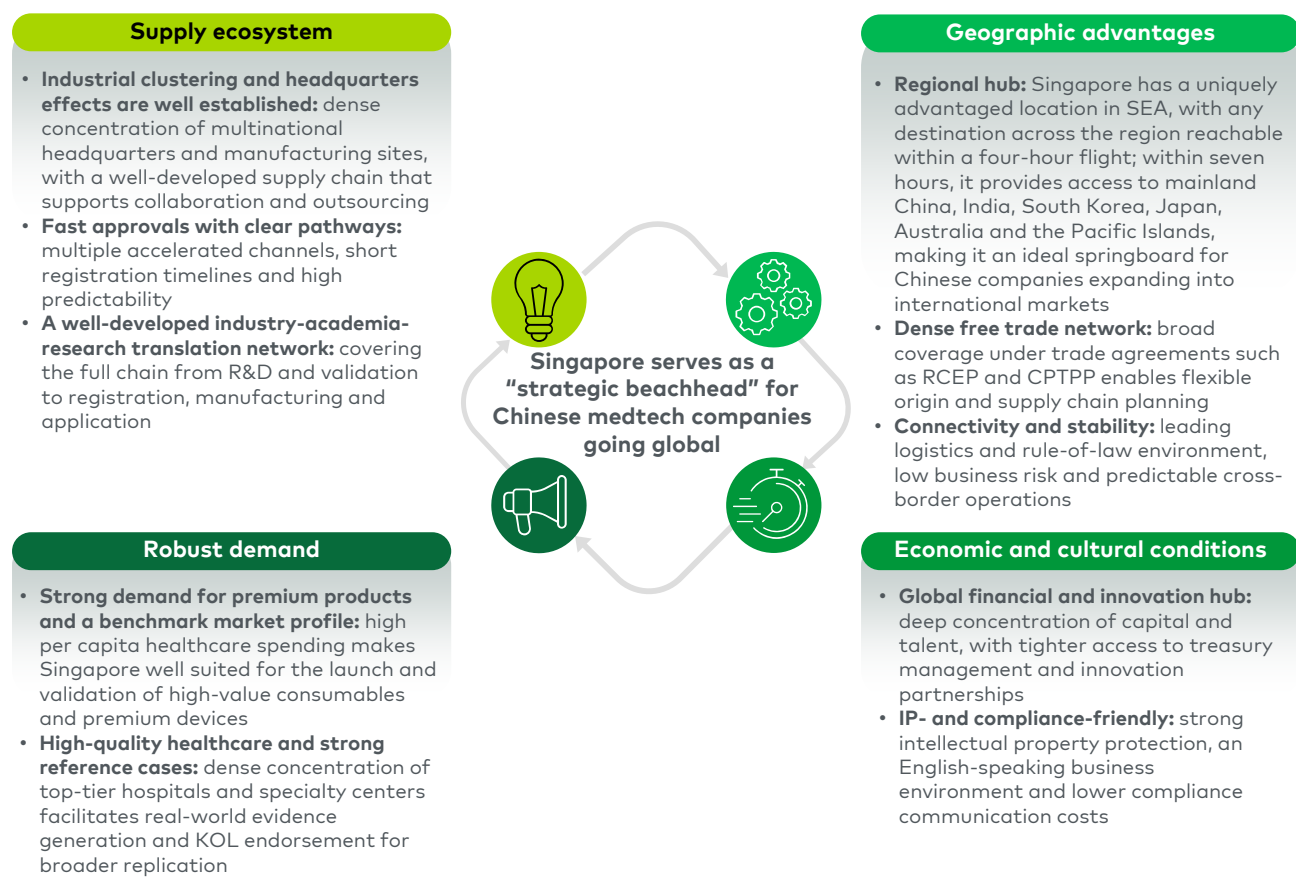 Supply ecosystem
• Industrial clustering and headquarters
effects are well established: dense
concentration of multinational
headquarters and manufacturing sites,
with a well-developed supply chain that
supports collaboration and outsourcing
• Fast approvals with clear pathways:
multiple accelerated channels, short
registration timelines and high
predictability
• A well-developed industry-academia-
research translation network: covering
the full chain from R&D and validation
to registration, manufacturing and
application
Geographic advantages
• Regional hub: Singapore has a uniquely
advantaged location in SEA, with any
destination across the region reachable
within a four-hour flight; within seven
hours, it provides access to mainland
China, India, South Korea, Japan,
Australia and the Pacific Islands,
making it an ideal springboard for
Chinese companies expanding into
international markets
• Dense free trade network: broad
coverage under trade agreements such
as RCEP and CPTPP enables flexible
origin and supply chain planning
• Connectivity and stability: leading
logistics and rule-of-law environment,
low business risk and predictable cross-
border operations
Singapore serves as a
“strategic beachhead” for
Chinese medtech companies
going global
Robust demand
• Strong demand for premium products
and a benchmark market profile: high
per capita healthcare spending makes
Singapore well suited for the launch and
validation of high-value consumables
and premium devices
• High-quality healthcare and strong
reference cases: dense concentration of
top-tier hospitals and specialty centers
facilitates real-world evidence
generation and KOL endorsement for
broader replication
Economic and cultural conditions
• Global financial and innovation hub:
deep concentration of capital and
talent, with tighter access to treasury
management and innovation
partnerships
• IP- and compliance-friendly: strong
intellectual property protection, an
English-speaking business
environment and lower compliance
communication costs